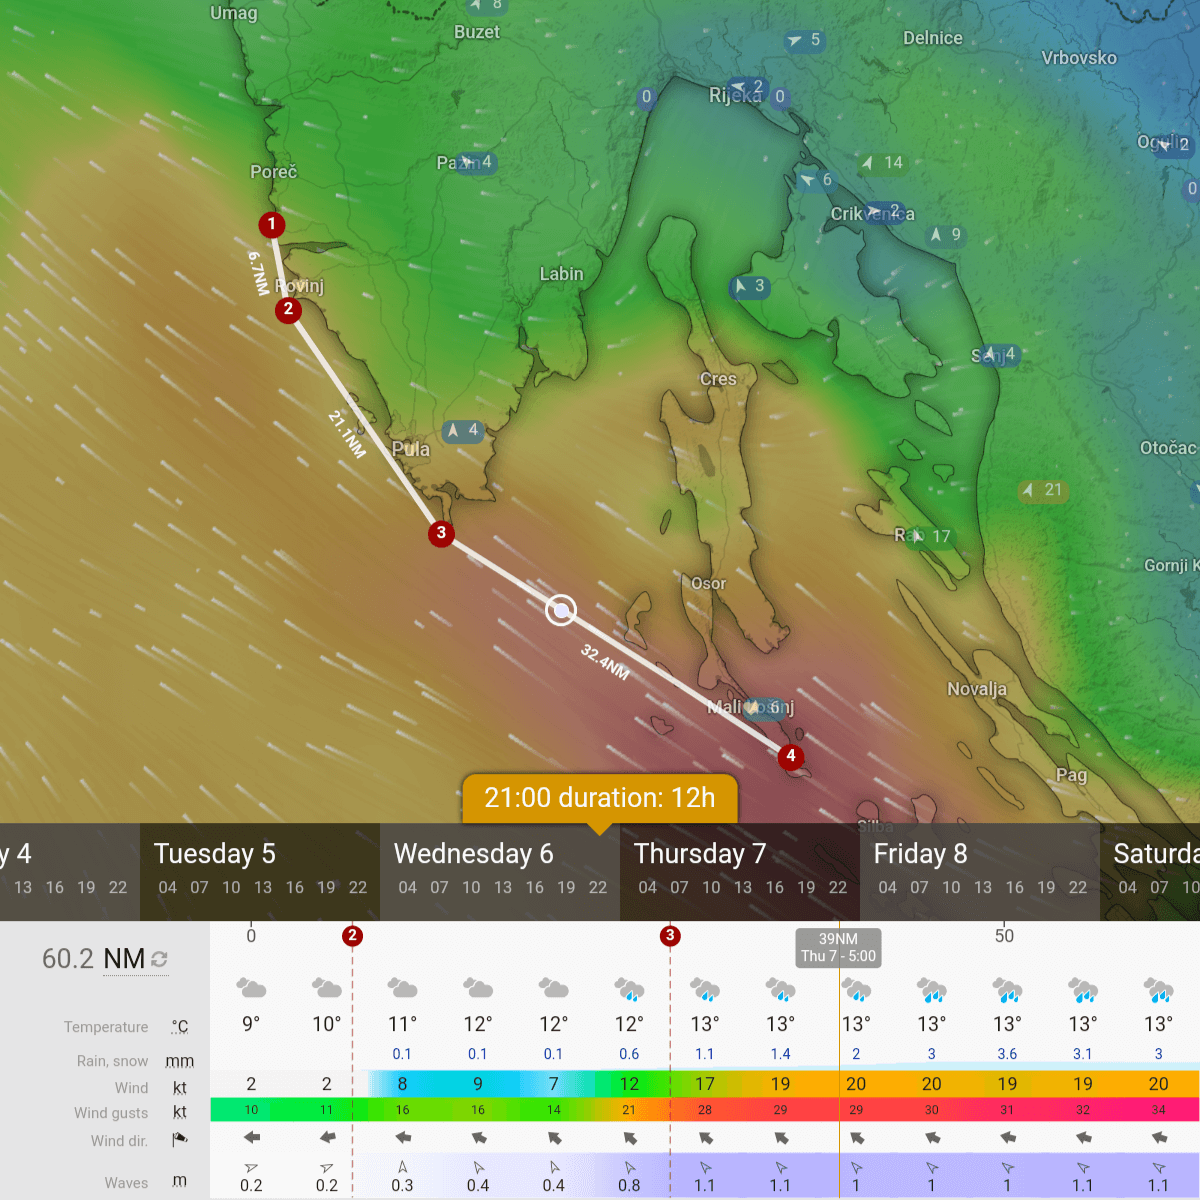 Umag
8
Buzet
5
Delnice
Vrbovsko
0
Rijeka
2
0
Pazin
4
14
2
Poreč
6
0
Crikvenica
2
9
1
6.7NM
Rovinj
Labin
3
2
Senj
4
Cres
21.1NM
Pula
4
Otočac
21
3
Rab
17
Gornji K
Osor
32.4NM
Novalja
Mali Lošinj
6
4
Pag
21:00 duration: 12h
Silba
y 4
Tuesday 5
Wednesday 6
Thursday 7
Friday 8
Saturda
13 16 19 22
04 07 10 13 16 19 22
04 07 10 13 16 19 22
04 07 10 13 16 19 22
04 07 10 13 16 19 22
04 07 10
60.2 NM
0
2
3
39NM
Thu 7 - 5:00
50
Temperature °C 9° 10° 11° 12° 12° 12° 13° 13° 13° 13° 13° 13° 13°
Rain, snow mm 0.1 0.1 0.1 0.6 1.1 1.4 2 3 3.6 3.1 3
Wind kt 2 2 8 9 7 12 17 19 20 20 19 19 20
Wind gusts kt 10 11 16 16 14 21 28 29 29 30 31 32 34
Wind dir.
Waves m 0.2 0.2 0.3 0.4 0.4 0.8 1.1 1.1 1 1 1 1.1 1.1